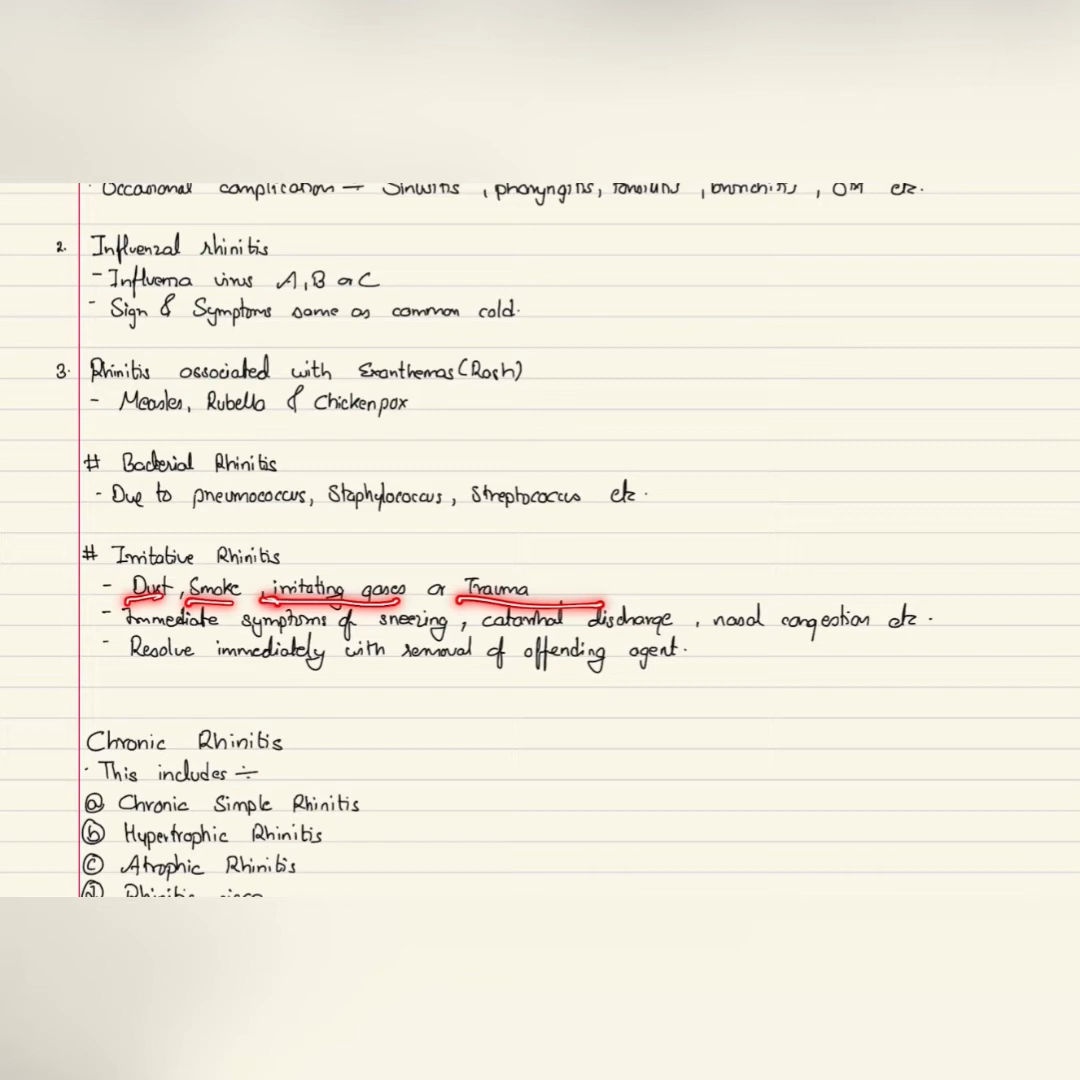 · Occasional complication — Sinusitis , pharyngitis, Tonsillitis , bronchitis , OM etc.
2. Influenzal rhinitis
- Influenza virus A, B or C
- Sign & Symptoms same as common cold.
3. Rhinitis associated with Exanthemas (Rash)
- Measles, Rubella & Chickenpox
# Bacterial Rhinitis
- Due to pneumococcus, Staphylococcus, Streptococcus etc.
# Irritative Rhinitis
- Dust, Smoke, irritating gases or Trauma
- Immediate symptoms of sneezing, catarrhal discharge, nasal congestion etc.
- Resolve immediately with removal of offending agent.
Chronic Rhinitis
· This includes ÷
ⓐ Chronic Simple Rhinitis
ⓑ Hypertrophic Rhinitis
ⓒ Atrophic Rhinitis
ⓓ Rhinitis sicca